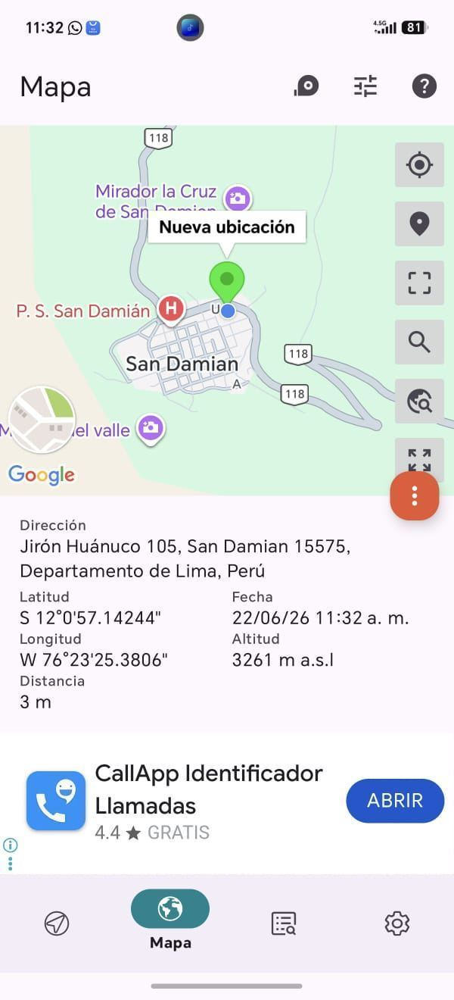 11:32
4.5G
81
Mapa
118
Mirador la Cruz
de San Damian
Nueva ubicación
P. S. San Damián
H
U
118
San Damian
A
118
el valle
Google
Dirección
Jirón Huánuco 105, San Damian 15575,
Departamento de Lima, Perú
Latitud
S 12°0'57.14244"
Fecha
22/06/26 11:32 a. m.
Longitud
W 76°23'25.3806"
Altitud
3261 m a.s.l
Distancia
3 m
CallApp Identificador
Llamadas
4.4 ★ GRATIS
ABRIR
Mapa